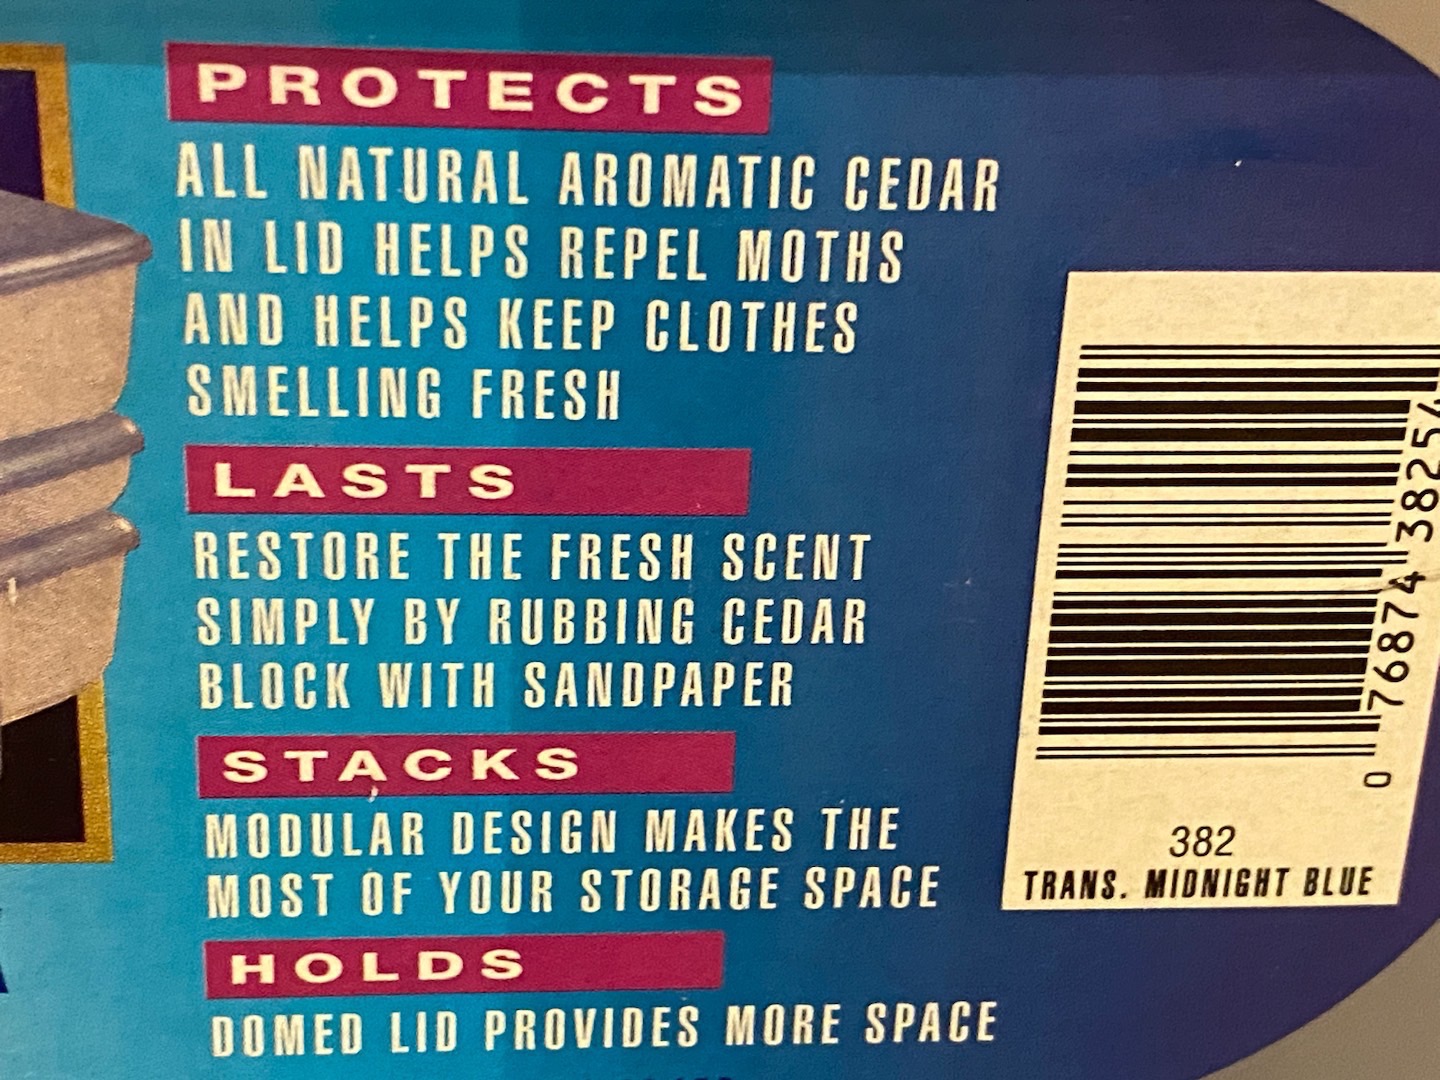 PROTECTS
ALL NATURAL AROMATIC CEDAR
IN LID HELPS REPEL MOTHS
AND HELPS KEEP CLOTHES
SMELLING FRESH
LASTS
RESTORE THE FRESH SCENT
SIMPLY BY RUBBING CEDAR
BLOCK WITH SANDPAPER
STACKS
MODULAR DESIGN MAKES THE
MOST OF YOUR STORAGE SPACE
HOLDS
DOMED LID PROVIDES MORE SPACE
0 76874 38254
382
TRANS. MIDNIGHT BLUE